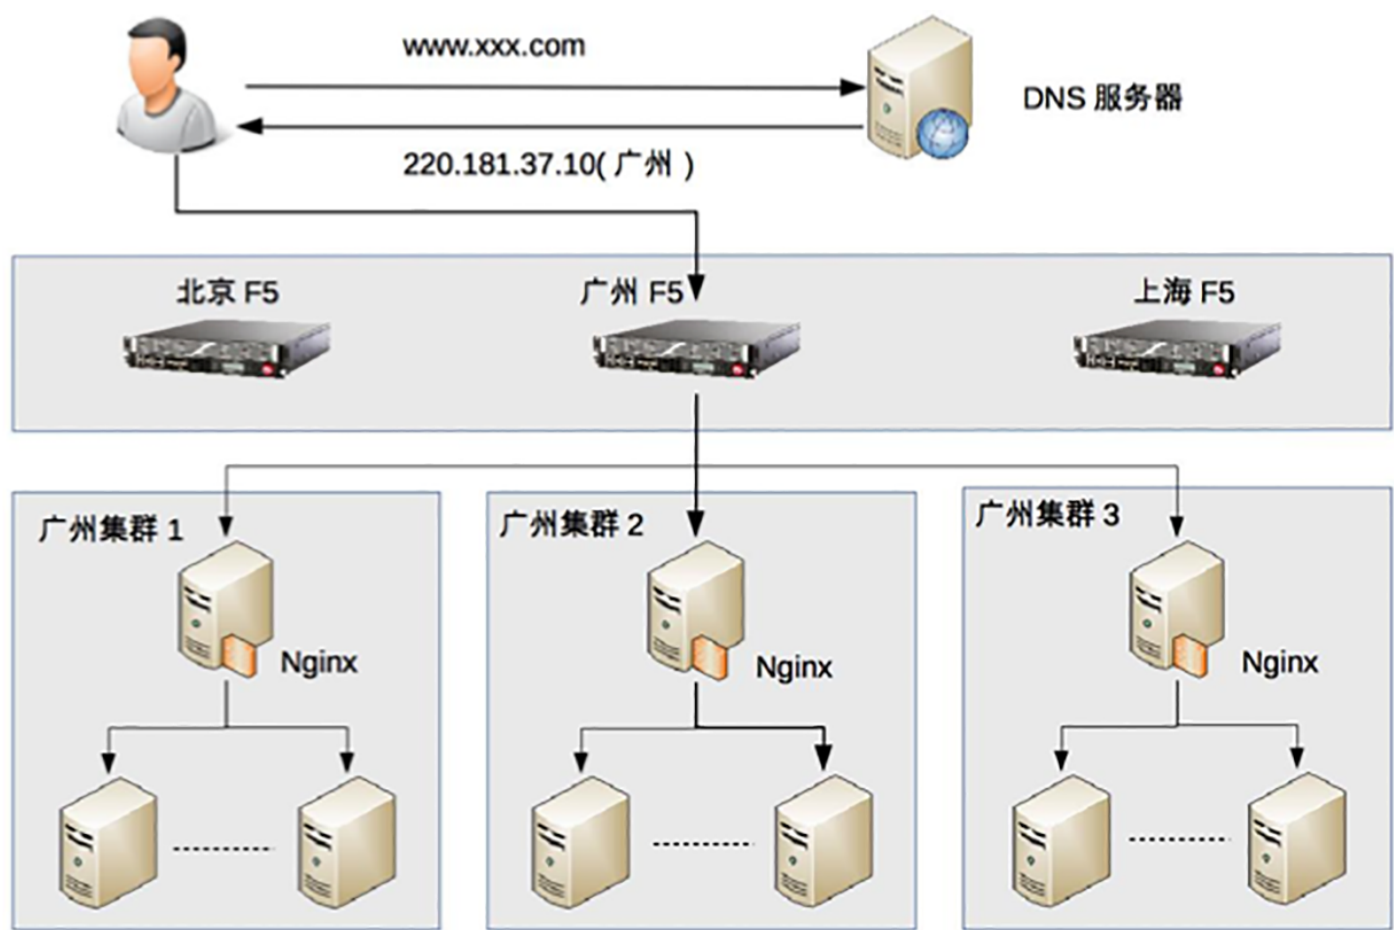 www.xxx.com
DNS 服务器
220.181.37.10( 广州 )
北京 F5
广州 F5
上海 F5
广州集群 1
广州集群 2
广州集群 3
Nginx
Nginx
Nginx